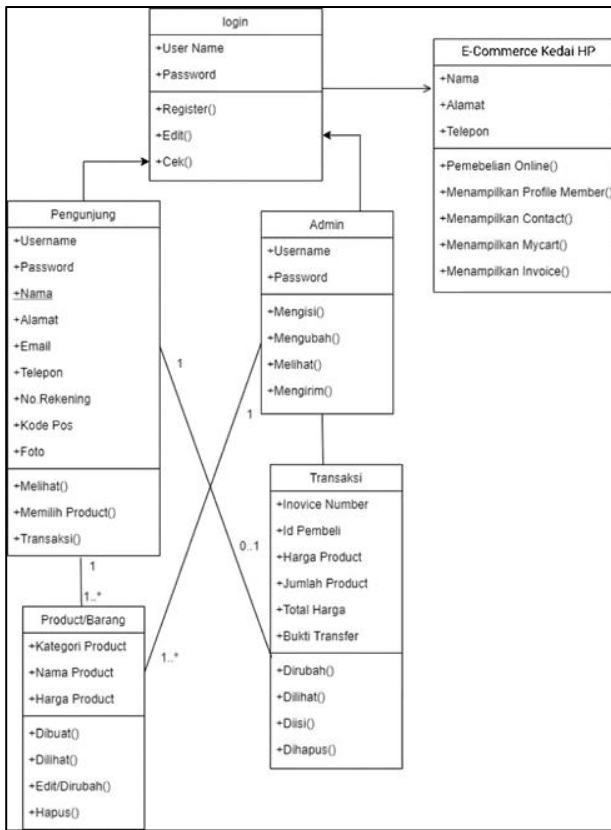 login
+User Name
+Password
+Register()
+Edit()
+Cek()
E-Commerce Kedai HP
+Nama
+Alamat
+Telepon
+Pemebelian Online()
+Menampilkan Profile Member()
+Menampilkan Contact()
+Menampilkan Mycart()
+Menampilkan Invoice()
Pengunjung
+Username
+Password
+Nama
+Alamat
+Email
+Telepon
+No.Rekening
+Kode Pos
+Foto
+Melihat()
+Memilih Product()
+Transaksi()
Admin
+Username
+Password
+Mengisi()
+Mengubah()
+Melihat()
+Mengirim()
1
1
0..1
1
1..*
1..*
Transaksi
+Inovice Number
+Id Pembeli
+Harga Product
+Jumlah Product
+Total Harga
+Bukti Transfer
+Dirubah()
+Dilihat()
+Diisi()
+Dihapus()
Product/Barang
+Kategori Product
+Nama Product
+Harga Product
+Dibuat()
+Dilihat()
+Edit/Dirubah()
+Hapus()